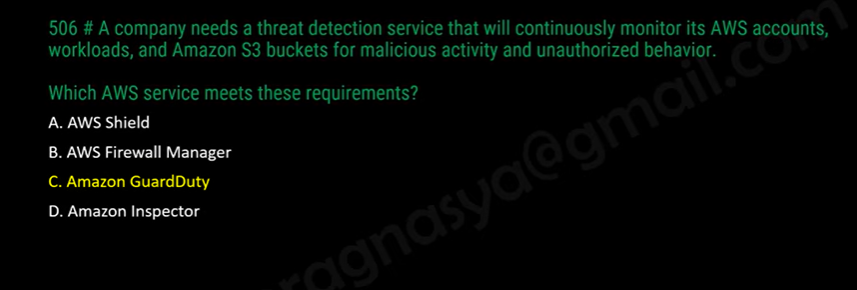 506 # A company needs a threat detection service that will continuously monitor its AWS accounts,
workloads, and Amazon S3 buckets for malicious activity and unauthorized behavior.
Which AWS service meets these requirements?
A. AWS Shield
B. AWS Firewall Manager
C. Amazon GuardDuty
D. Amazon Inspector
ragnasya@gmail.com